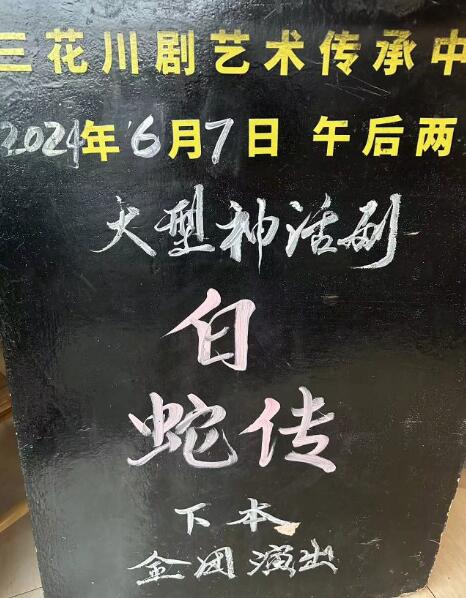 三花川剧艺术传承中
2024年6月7日 午后两
大型神话剧
白
蛇传
下本
全团演出